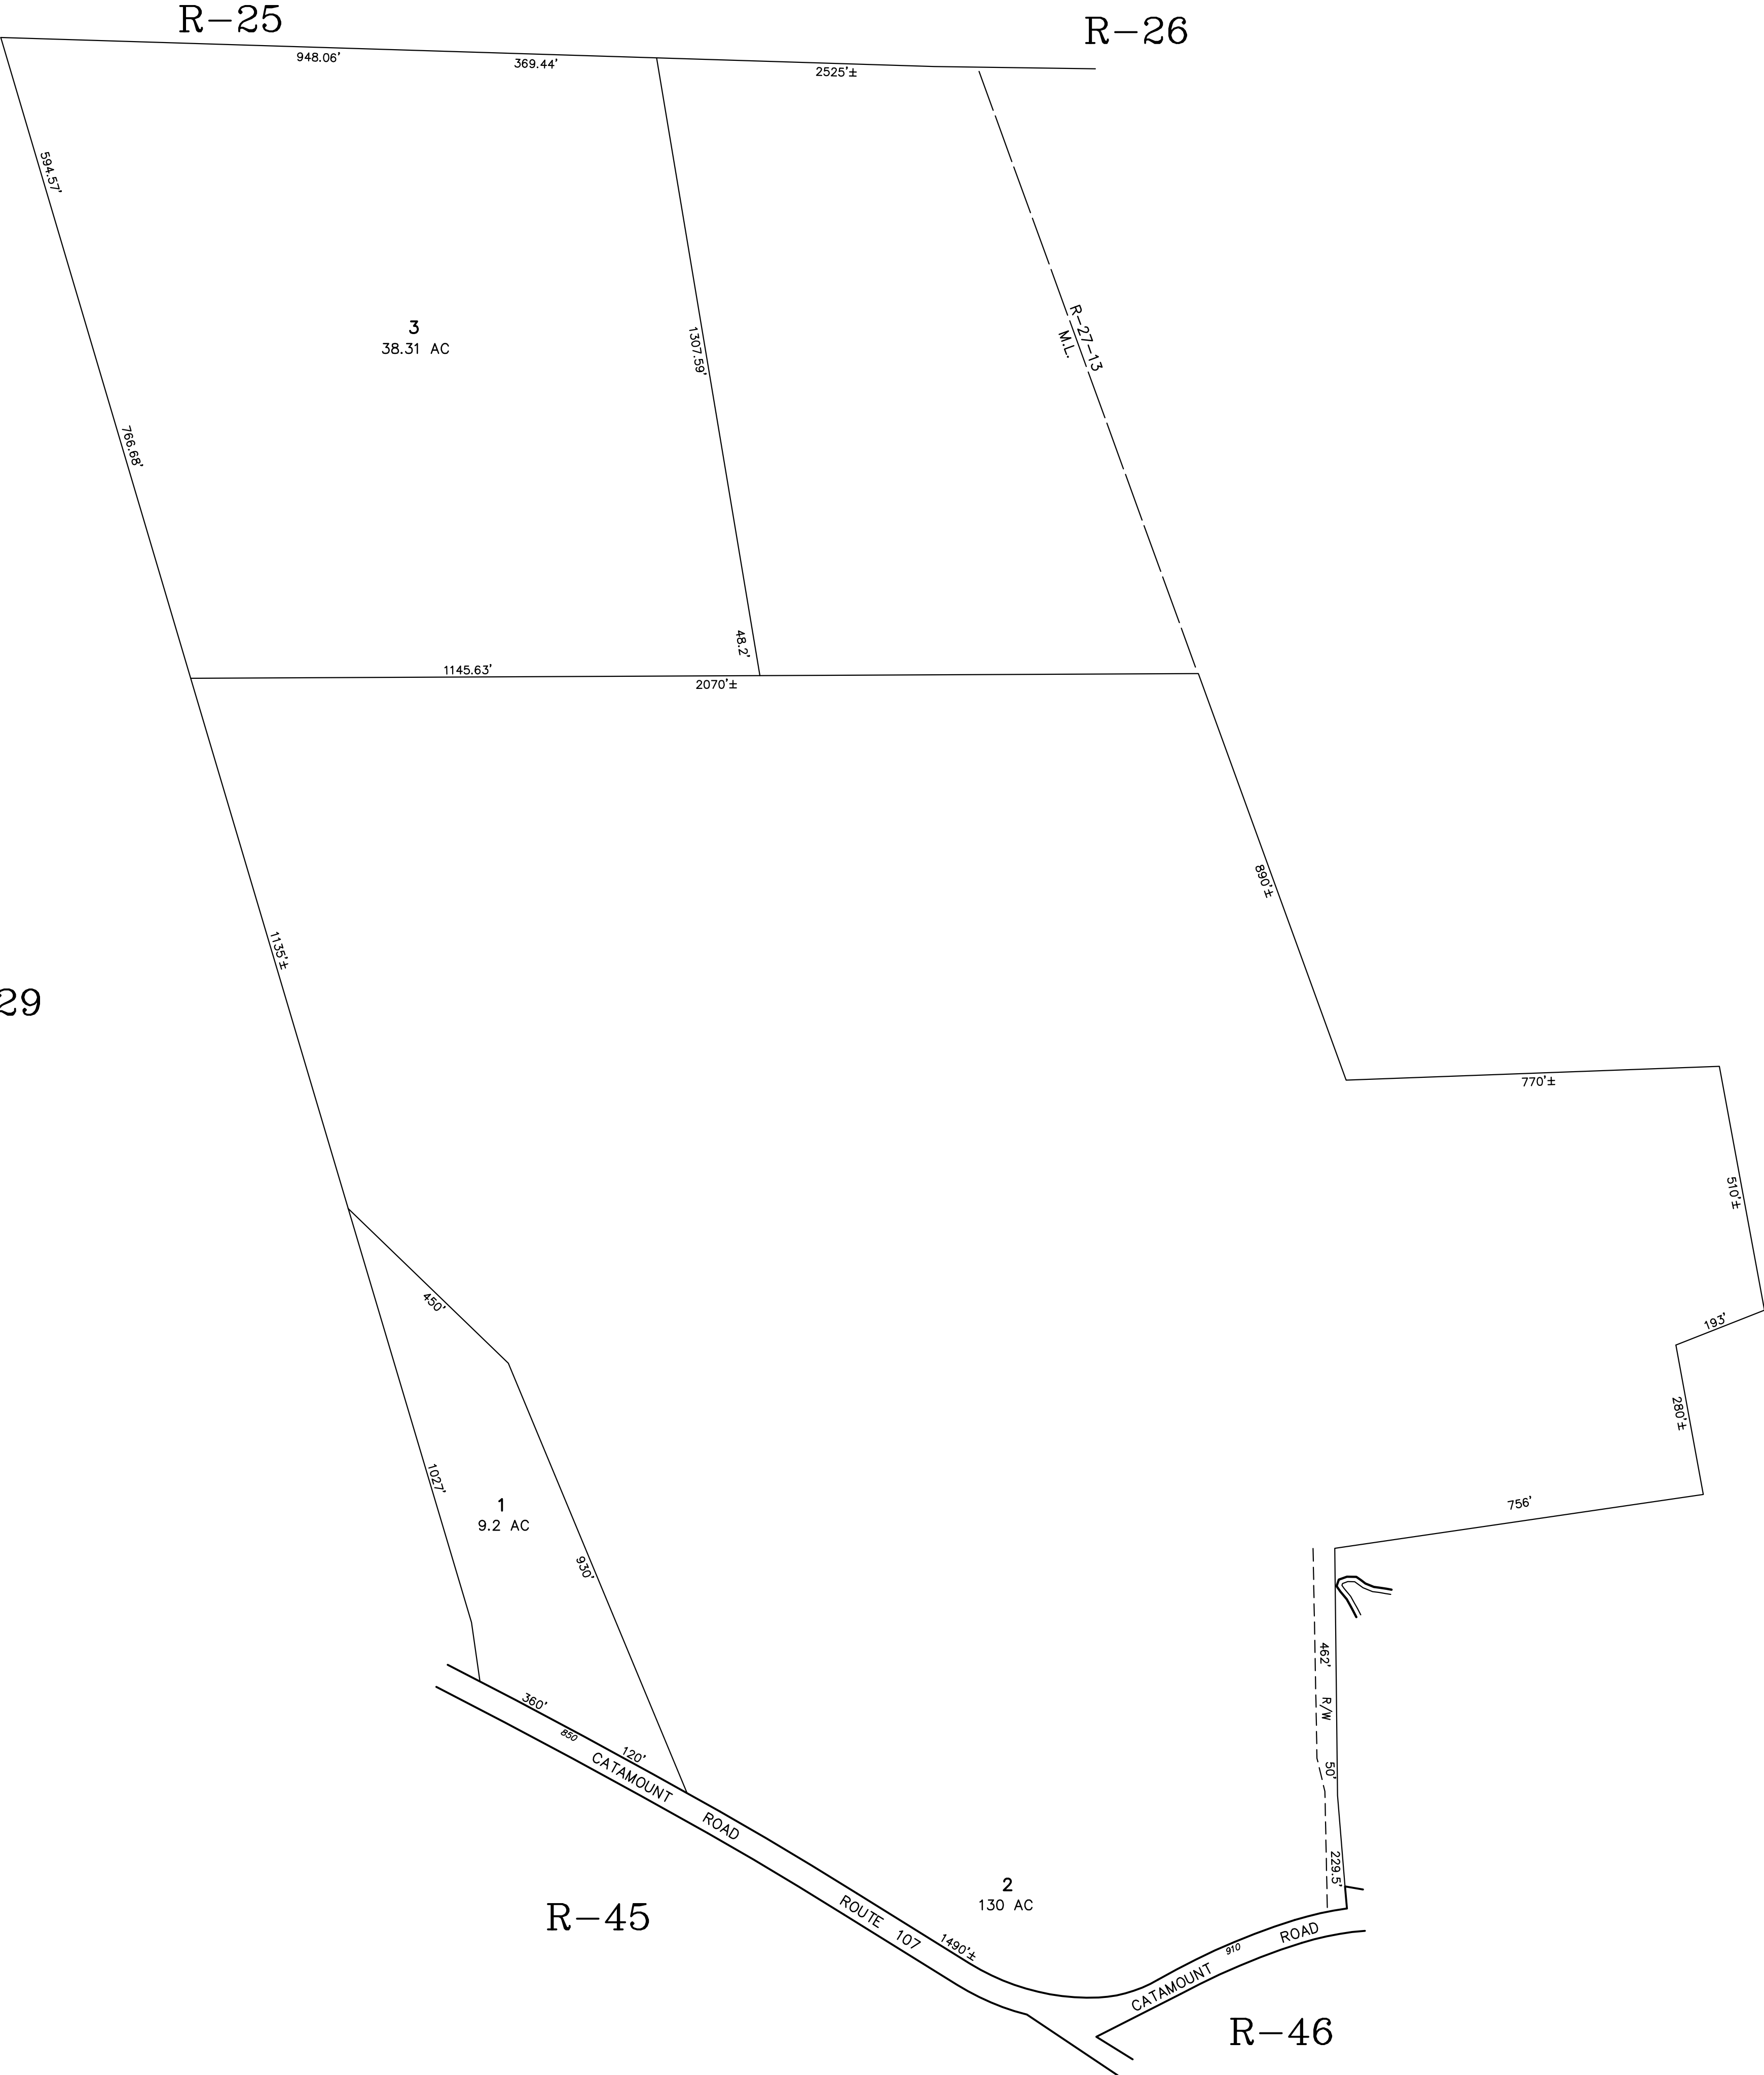 R-25
R-26
948.06'
369.44'
2525'±
594.57'
R-27-13
M.L.
3
38.31 AC
1307.59'
766.68'
48.2'
1145.63'
2070'±
890'±
1135'±
29
770'±
510'±
450'
193'
280'±
1027'
1
9.2 AC
756'
930'
462'
R/W
50'
360'
850
120'
CATAMOUNT ROAD
229.5'
2
130 AC
R-45
ROUTE 107
1490'±
910
CATAMOUNT ROAD
R-46